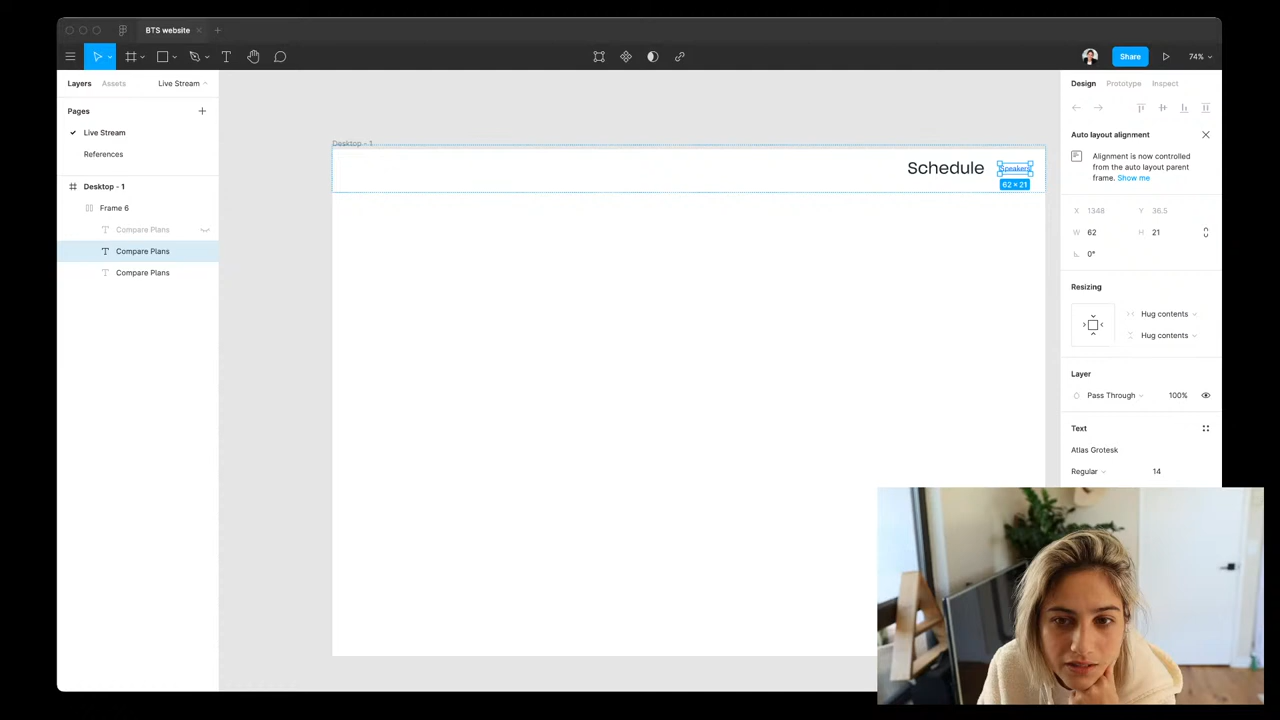 BTS website
Share
74%
Layers
Assets
Live Stream
Design
Prototype
Inspect
Pages
Live Stream
References
Auto layout alignment
Alignment is now controlled
from the auto layout parent
frame. Show me
Desktop - 1
Schedule
Speakers
62 × 21
Desktop - 1
Frame 6
Compare Plans
Compare Plans
Compare Plans
X 1348
Y 36.5
W 62
H 21
0°
Resizing
Hug contents
Hug contents
Layer
Pass Through
100%
Text
Atlas Grotesk
Regular
14